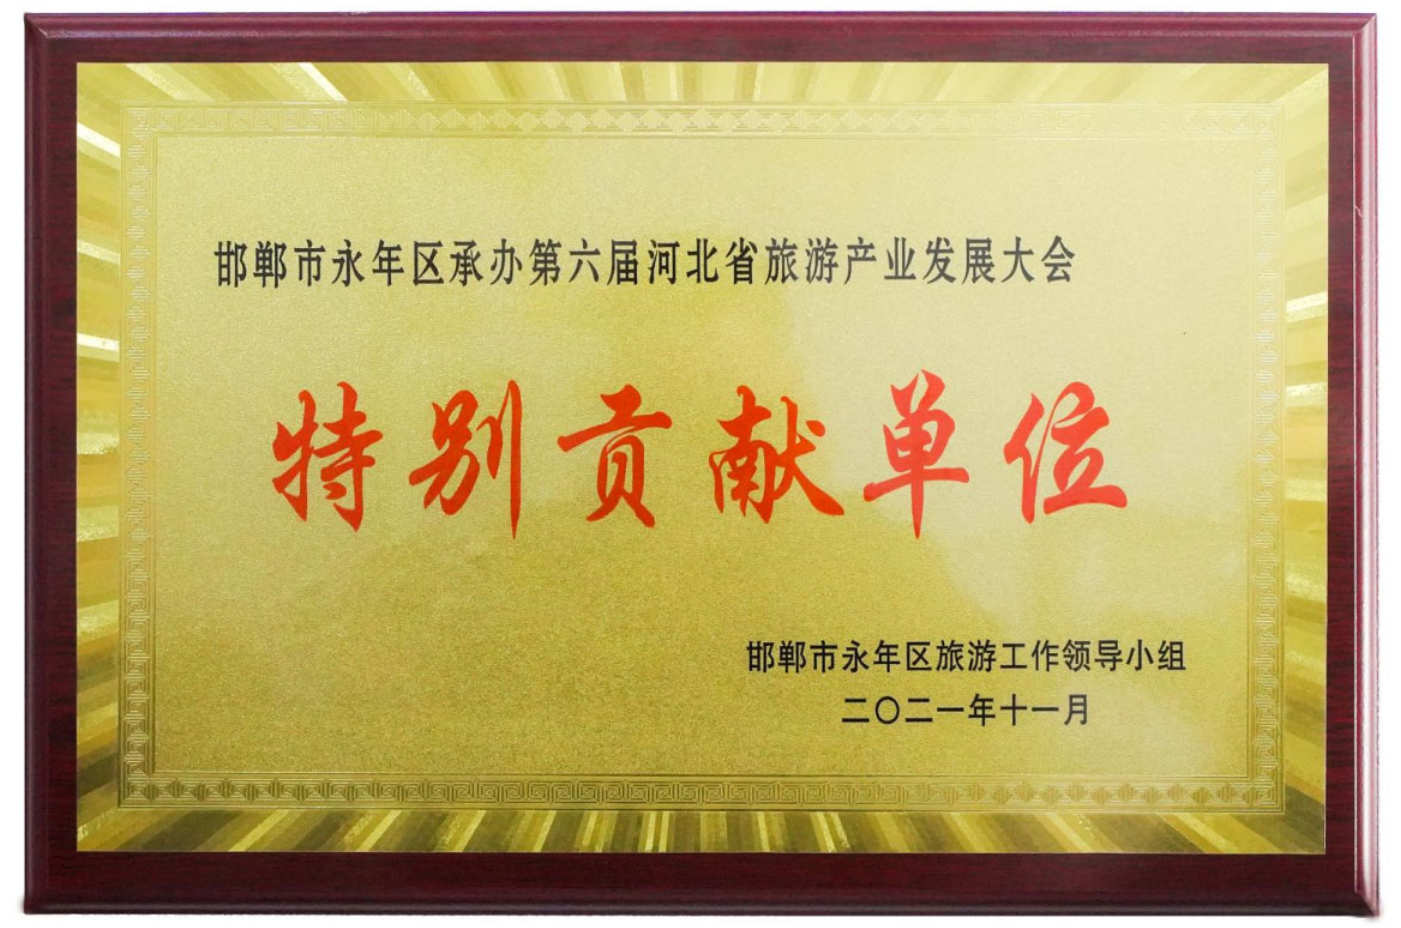 邯郸市永年区承办第六届河北省旅游产业发展大会
特别贡献单位
邯郸市永年区旅游工作领导小组
二〇二一年十一月